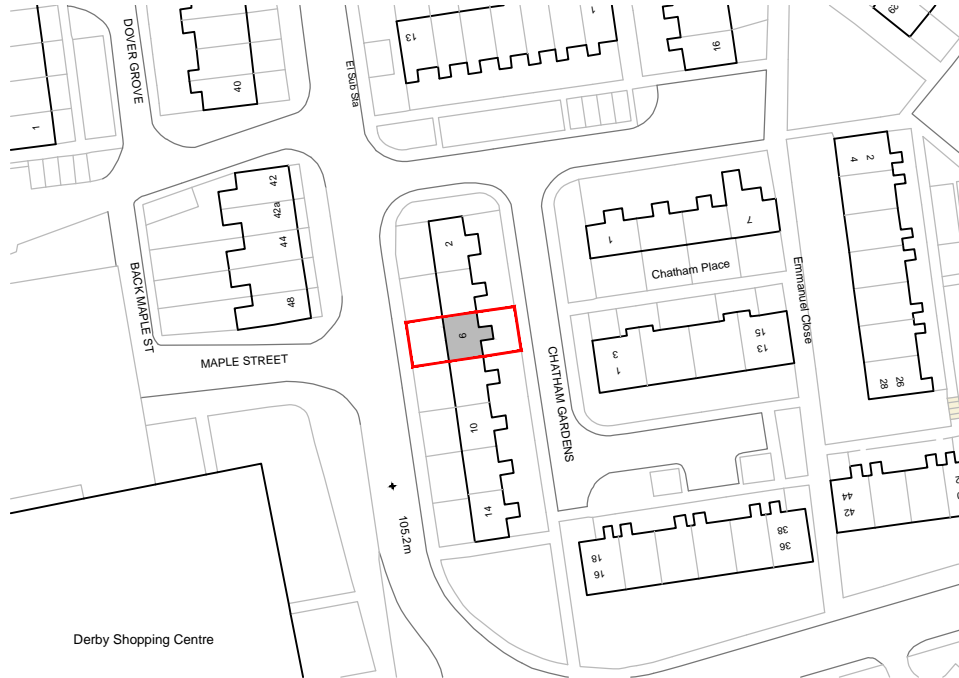 DOVER GROVE
El Sub Sta
13
1
16
40
1
42
42a
44
48
BACK MAPLE ST
MAPLE STREET
2
6
10
14
CHATHAM GARDENS
1
7
Chatham Place
3
1
15
13
Emmanuel Close
4
2
28
26
44
42
18
16
38
36
105.2m
Derby Shopping Centre